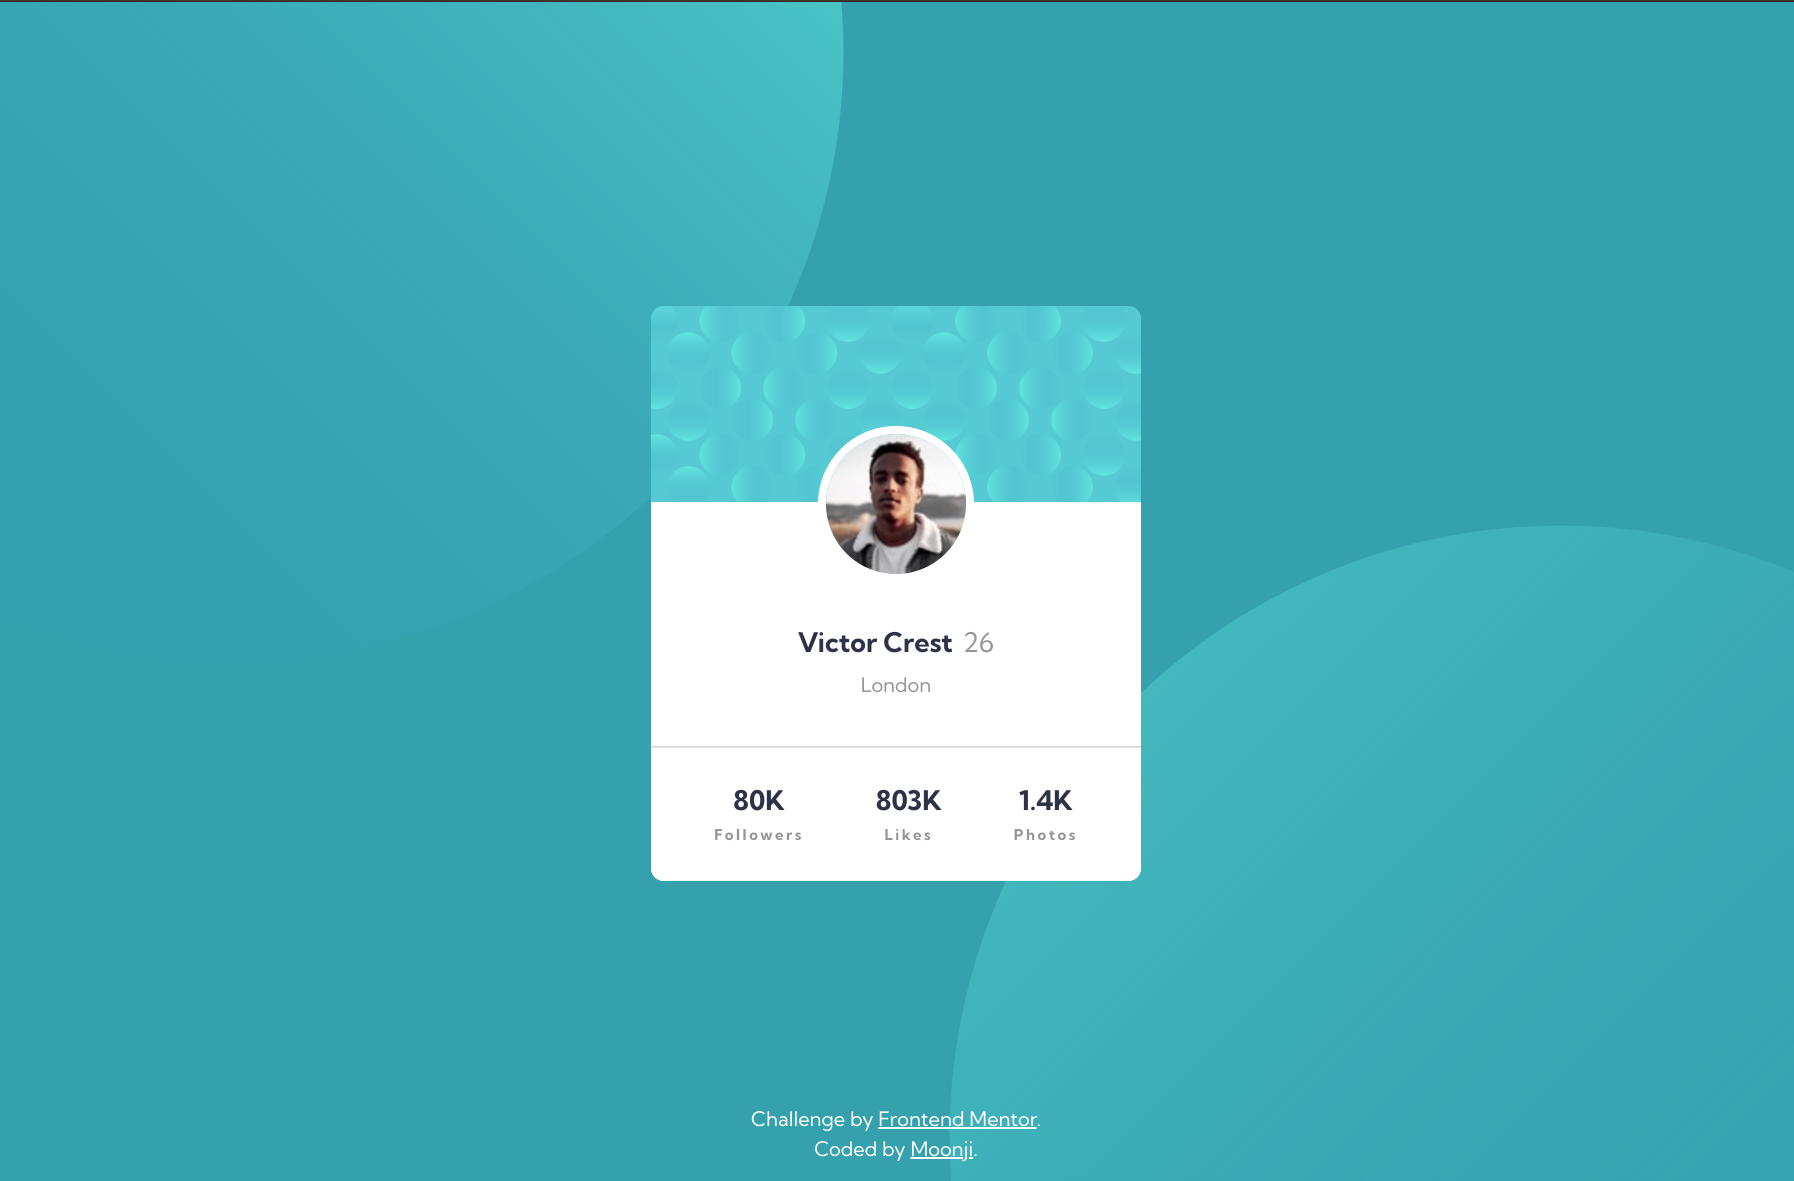 Victor Crest 26
London
80K 803K 1.4K
Followers Likes Photos
Challenge by Frontend Mentor.
Coded by Moonji.